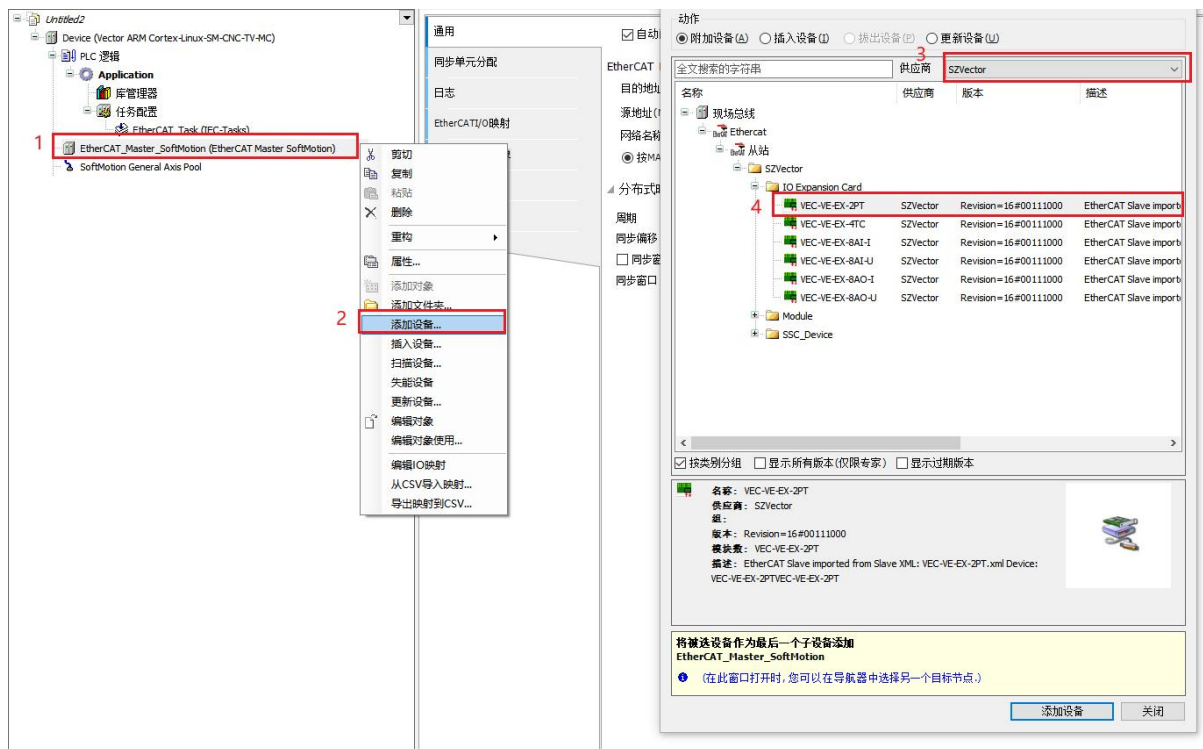 Untitled2
Device (Vector ARM Cortex-Linux-SM-CNC-TV-MC)
PLC 逻辑
Application
库管理器
任务配置
EtherCAT_Task (IEC-Tasks)
1
EtherCAT_Master_SoftMotion (EtherCAT Master SoftMotion)
SoftMotion General Axis Pool
剪切
复制
粘贴
删除
重构
属性...
添加对象
添加文件夹...
2
添加设备...
插入设备...
扫描设备...
失能设备
更新设备...
编辑对象
编辑对象使用...
编辑IO映射
从CSV导入映射...
导出映射到CSV...
通用
同步单元分配
日志
EtherCATI/O映射
自动
EtherCAT
目的地址
源地址(
网络名称
按MA
分布式
周期
同步偏移
同步窗
同步窗口
动作
附加设备(A) 插入设备(I) 拔出设备(P) 更新设备(U)
3
全文搜索的字符串 供应商 SZVector
名称 供应商 版本 描述
现场总线
Ethercat
从站
SZVector
IO Expansion Card
4
VEC-VE-EX-2PT SZVector Revision=16#00111000 EtherCAT Slave importe
VEC-VE-EX-4TC SZVector Revision=16#00111000 EtherCAT Slave importe
VEC-VE-EX-8AI-I SZVector Revision=16#00111000 EtherCAT Slave importe
VEC-VE-EX-8AI-U SZVector Revision=16#00111000 EtherCAT Slave importe
VEC-VE-EX-8AO-I SZVector Revision=16#00111000 EtherCAT Slave importe
VEC-VE-EX-8AO-U SZVector Revision=16#00111000 EtherCAT Slave importe
Module
SSC_Device
按类别分组 显示所有版本(仅限专家) 显示过期版本
名称: VEC-VE-EX-2PT
供应商: SZVector
组:
版本: Revision=16#00111000
模块数: VEC-VE-EX-2PT
描述: EtherCAT Slave imported from Slave XML: VEC-VE-EX-2PT.xml Device:
VEC-VE-EX-2PTVEC-VE-EX-2PT
将被选设备作为最后一个子设备添加
EtherCAT_Master_SoftMotion
(在此窗口打开时,您可以在导航器中选择另一个目标节点.)
添加设备 关闭